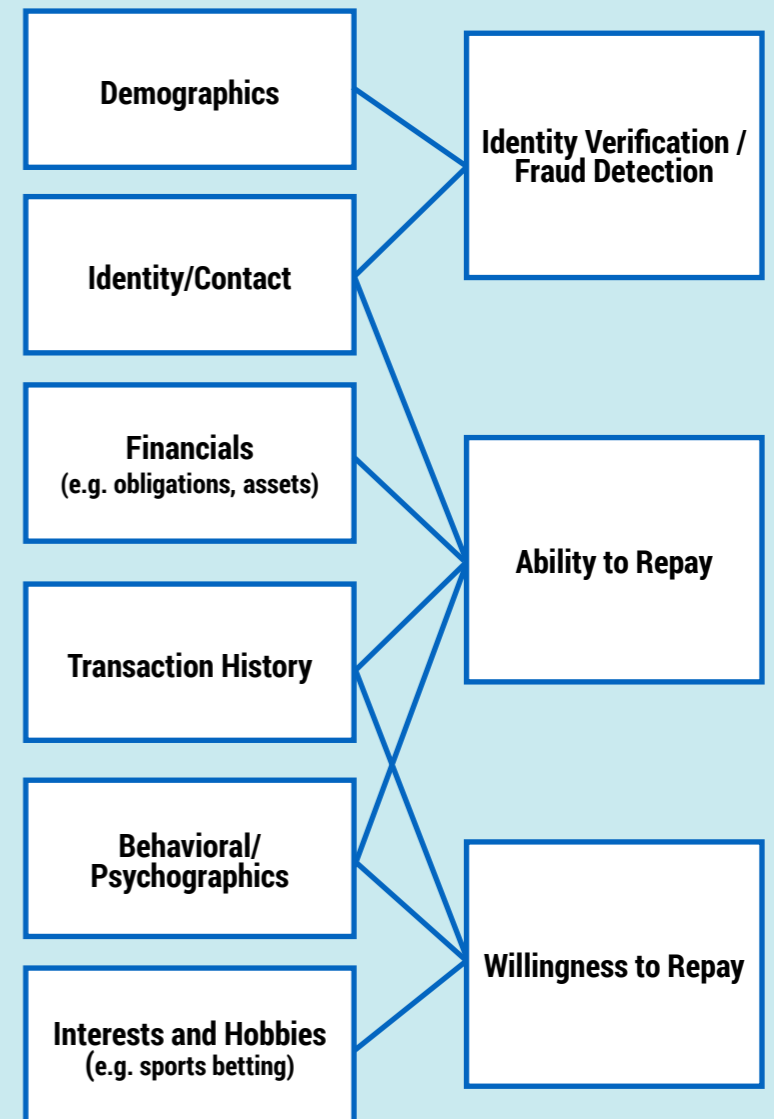 Demographics
Identity Verification /
Fraud Detection
Identity/Contact
Financials
(e.g. obligations, assets)
Ability to Repay
Transaction History
Behavioral/
Psychographics
Willingness to Repay
Interests and Hobbies
(e.g. sports betting)